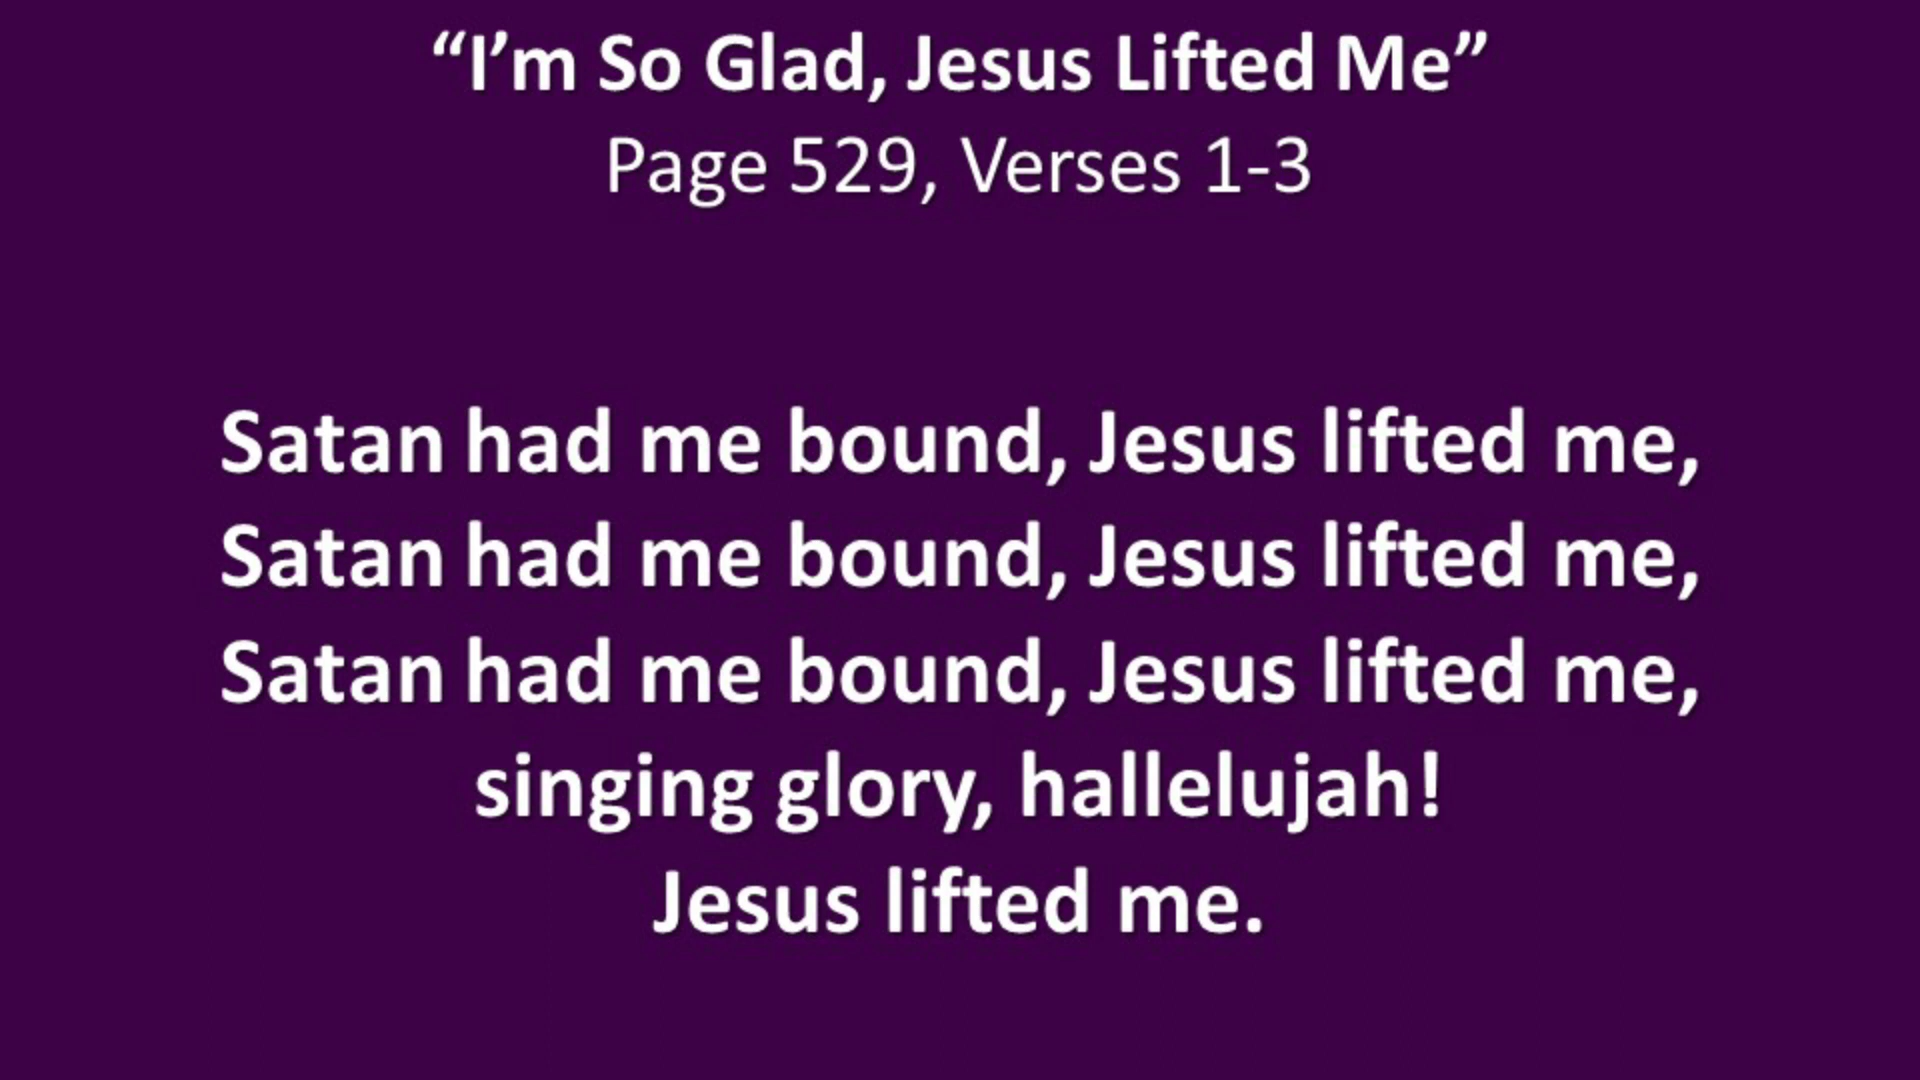 “I’m So Glad, Jesus Lifted Me”
Page 529, Verses 1-3
Satan had me bound, Jesus lifted me,
Satan had me bound, Jesus lifted me,
Satan had me bound, Jesus lifted me,
singing glory, hallelujah!
Jesus lifted me.